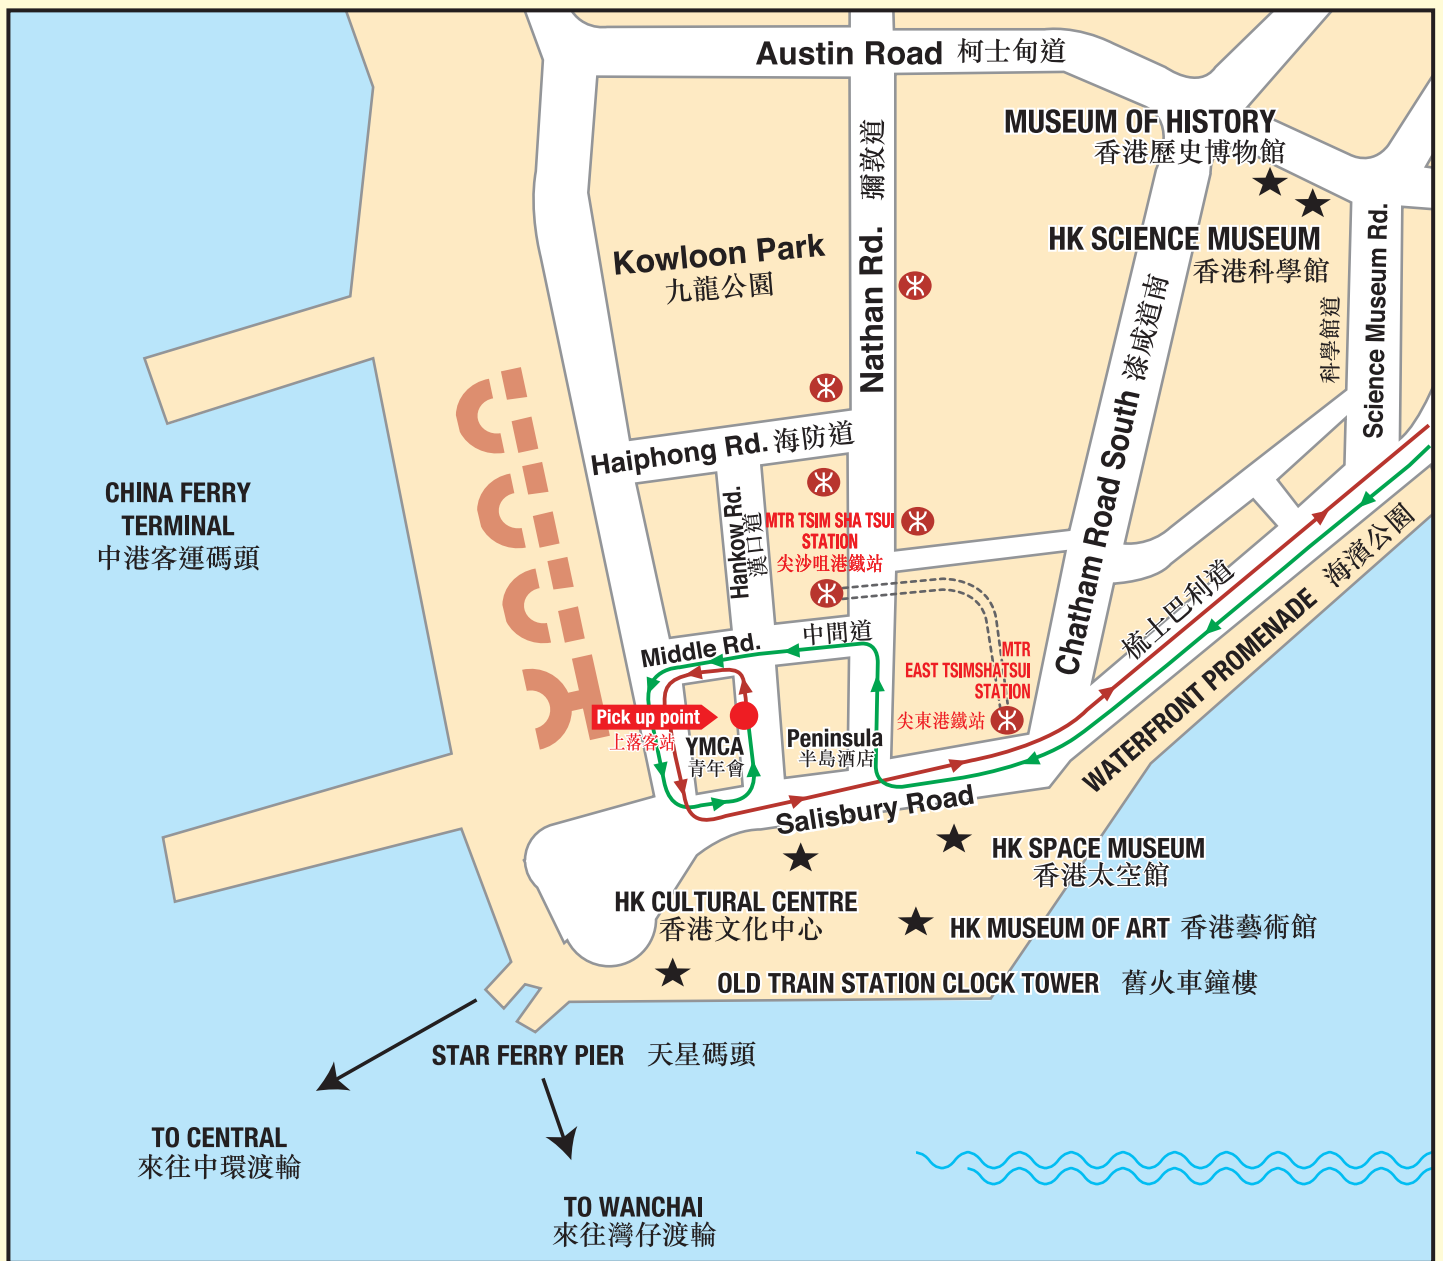 Austin Road 柯士甸道
MUSEUM OF HISTORY
香港歷史博物館
彌敦道
Nathan Rd.
Kowloon Park
九龍公園
HK SCIENCE MUSEUM
香港科學館
科學館道
Science Museum Rd.
Chatham Road South 漆咸道南
Haiphong Rd. 海防道
Hankow Rd.
漢口道
MTR TSIM SHA TSUI
STATION
尖沙咀港鐵站
CHINA FERRY
TERMINAL
中港客運碼頭
Middle Rd. 中間道
MTR
EAST TSIMSHATSUI
STATION
尖東港鐵站
梳士巴利道
WATERFRONT PROMENADE 海濱公園
Pick up point
上落客站
YMCA
青年會
Peninsula
半島酒店
Salisbury Road
HK SPACE MUSEUM
香港太空館
HK CULTURAL CENTRE
香港文化中心
HK MUSEUM OF ART 香港藝術館
OLD TRAIN STATION CLOCK TOWER 舊火車鐘樓
STAR FERRY PIER 天星碼頭
TO CENTRAL
來往中環渡輪
TO WANCHAI
來往灣仔渡輪